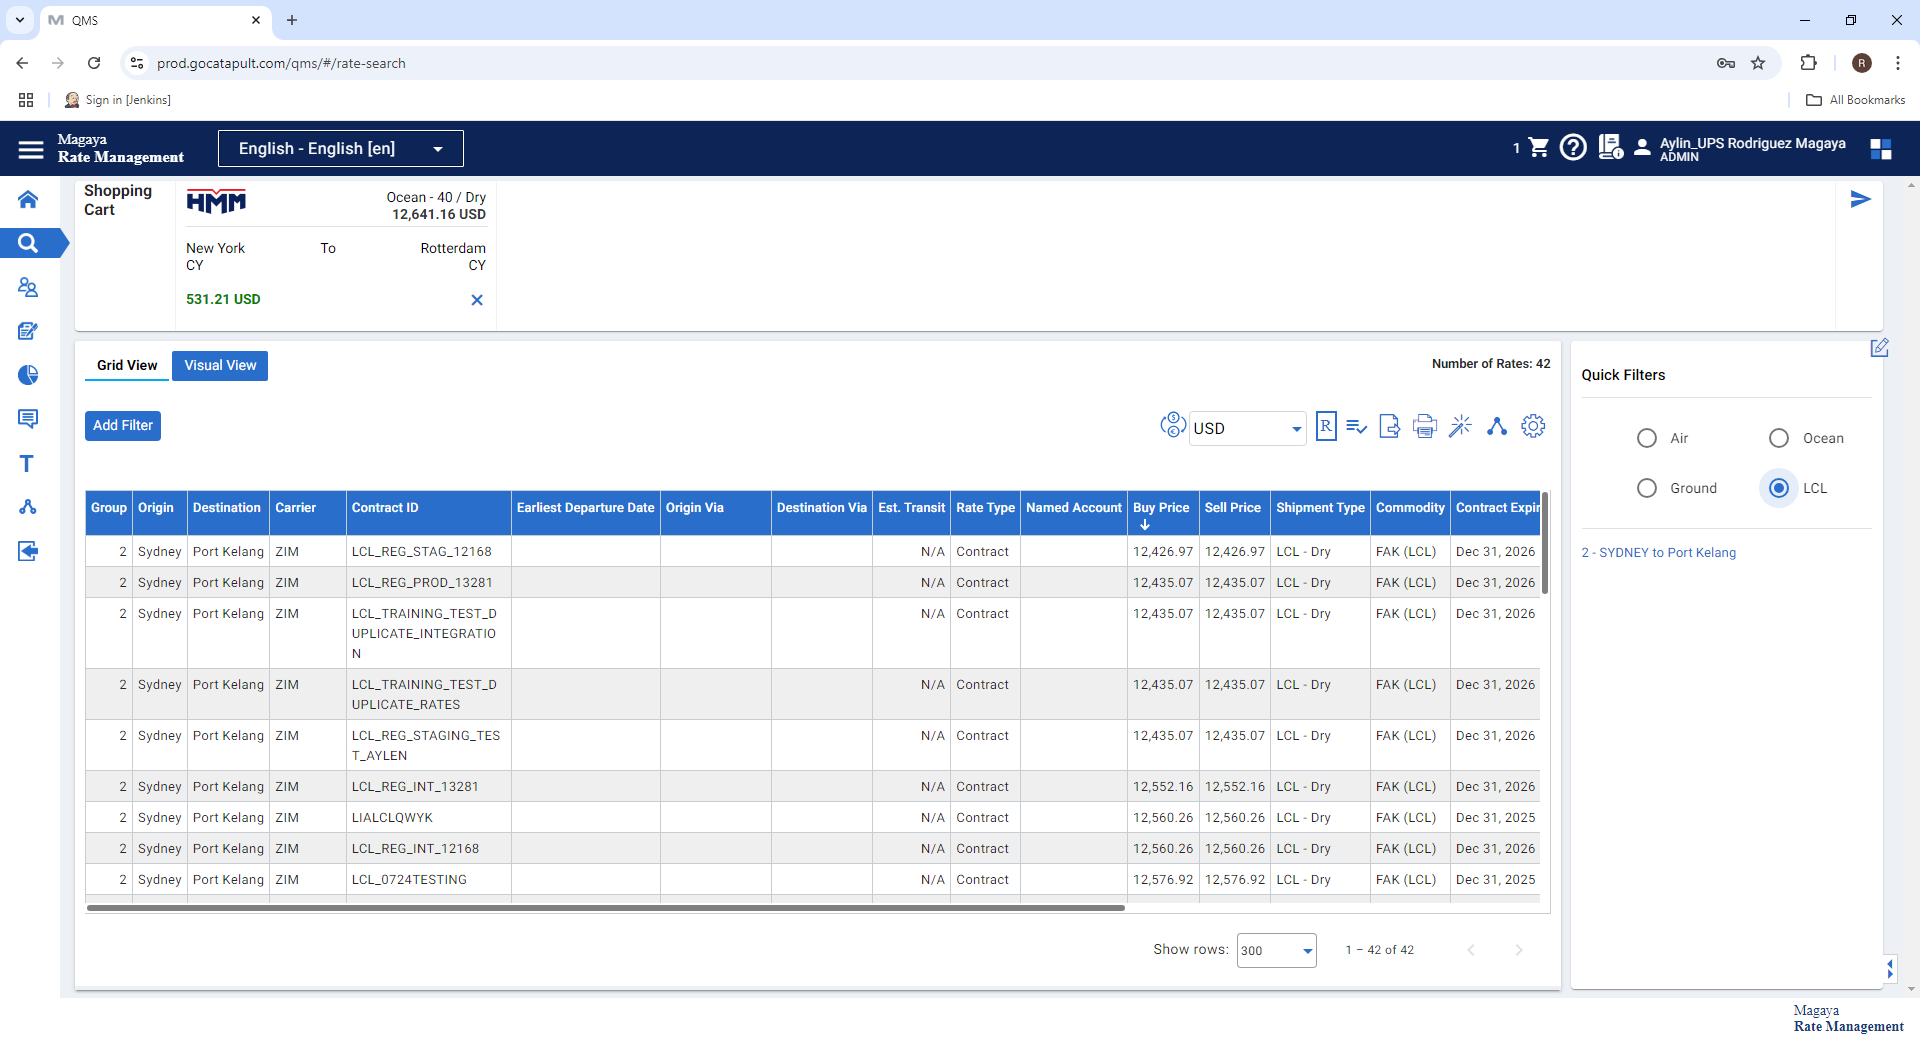 QMS
prod.gocatapult.com/qms/#/rate-search
R
Sign in [Jenkins]
All Bookmarks
Magaya
Rate Management
English - English [en]
1
Aylin_UPS Rodriguez Magaya
ADMIN
Shopping
Cart
HMM
Ocean - 40 / Dry
12,641.16 USD
New York To Rotterdam
CY CY
531.21 USD
Grid View Visual View Number of Rates: 42
Quick Filters
Add Filter
USD
R
Air Ocean
Ground LCL
2 - SYDNEY to Port Kelang
Group Origin Destination Carrier Contract ID Earliest Departure Date Origin Via Destination Via Est. Transit Rate Type Named Account Buy Price Sell Price Shipment Type Commodity Contract Expir
2 Sydney Port Kelang ZIM LCL_REG_STAG_12168 N/A Contract 12,426.97 12,426.97 LCL - Dry FAK (LCL) Dec 31, 2026
2 Sydney Port Kelang ZIM LCL_REG_PROD_13281 N/A Contract 12,435.07 12,435.07 LCL - Dry FAK (LCL) Dec 31, 2026
2 Sydney Port Kelang ZIM LCL_TRAINING_TEST_D N/A Contract 12,435.07 12,435.07 LCL - Dry FAK (LCL) Dec 31, 2026
UPLICATE_INTEGRATIO
N
2 Sydney Port Kelang ZIM LCL_TRAINING_TEST_D N/A Contract 12,435.07 12,435.07 LCL - Dry FAK (LCL) Dec 31, 2026
UPLICATE_RATES
2 Sydney Port Kelang ZIM LCL_REG_STAGING_TES N/A Contract 12,435.07 12,435.07 LCL - Dry FAK (LCL) Dec 31, 2026
T_AYLEN
2 Sydney Port Kelang ZIM LCL_REG_INT_13281 N/A Contract 12,552.16 12,552.16 LCL - Dry FAK (LCL) Dec 31, 2026
2 Sydney Port Kelang ZIM LIALCLQWYK N/A Contract 12,560.26 12,560.26 LCL - Dry FAK (LCL) Dec 31, 2025
2 Sydney Port Kelang ZIM LCL_REG_INT_12168 N/A Contract 12,560.26 12,560.26 LCL - Dry FAK (LCL) Dec 31, 2026
2 Sydney Port Kelang ZIM LCL_0724TESTING N/A Contract 12,576.92 12,576.92 LCL - Dry FAK (LCL) Dec 31, 2025
Show rows: 300 1 – 42 of 42
Magaya
Rate Management